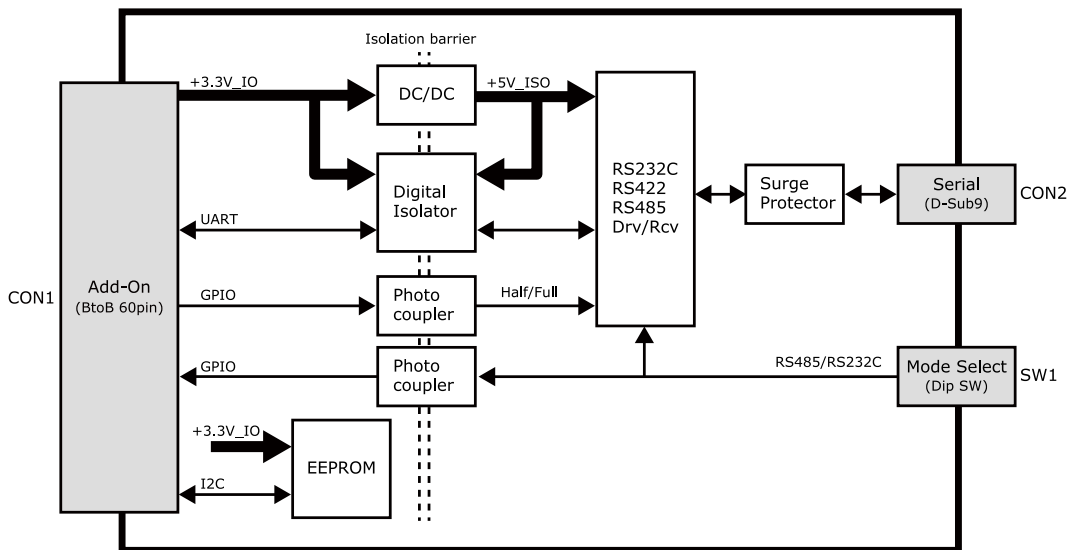 Isolation barrier
+3.3V_IO
DC/DC
+5V_ISO
RS232C
RS422
RS485
Drv/Rcv
Digital
Isolator
UART
Surge
Protector
Serial
(D-Sub9)
CON2
CON1
Add-On
(BtoB 60pin)
GPIO
Photo
coupler
Half/Full
GPIO
Photo
coupler
RS485/RS232C
Mode Select
(Dip SW)
SW1
+3.3V_IO
EEPROM
I2C